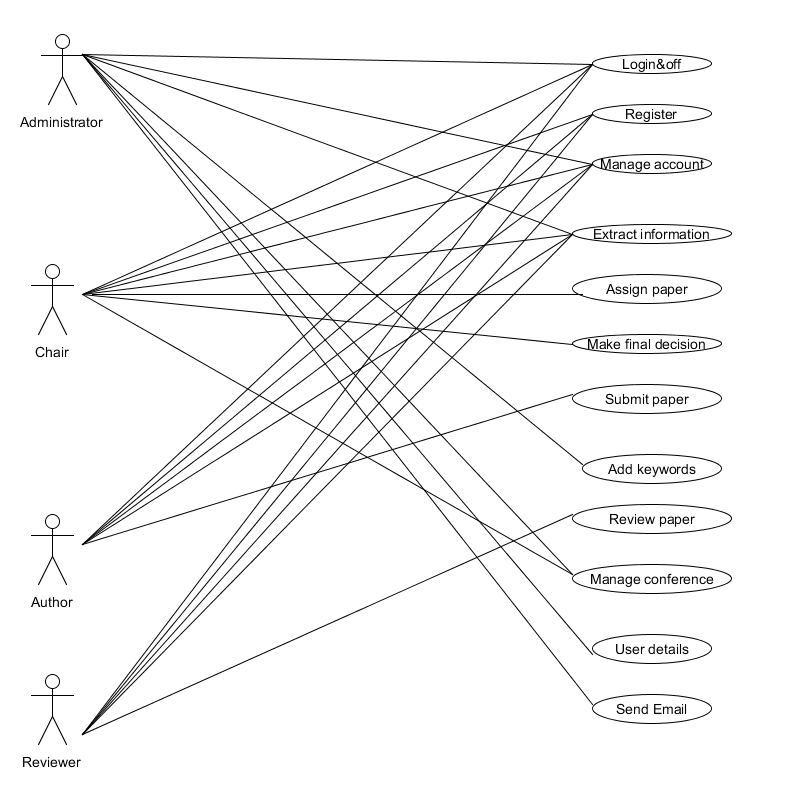 Administrator
Login&off
Register
Manage account
Extract information
Assign paper
Chair
Make final decision
Submit paper
Add keywords
Review paper
Manage conference
Author
User details
Send Email
Reviewer